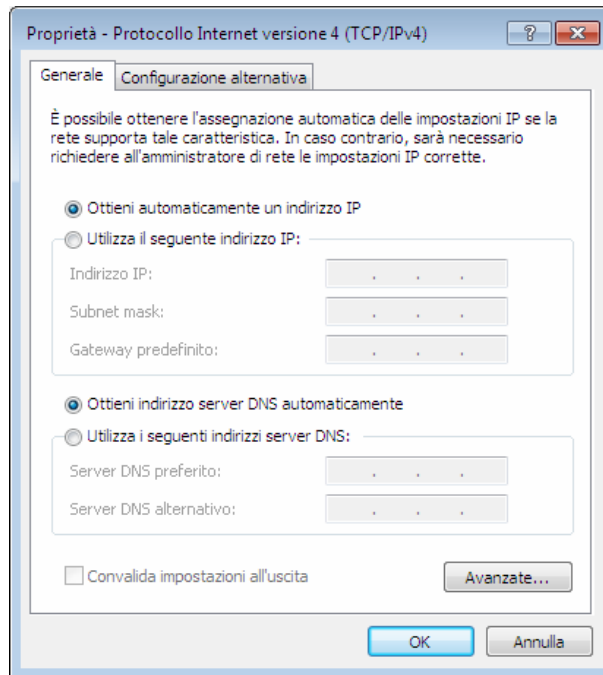 Proprietà - Protocollo Internet versione 4 (TCP/IPv4)
Generale
Configurazione alternativa
È possibile ottenere l'assegnazione automatica delle impostazioni IP se la
rete supporta tale caratteristica. In caso contrario, sarà necessario
richiedere all'amministratore di rete le impostazioni IP corrette.
Ottieni automaticamente un indirizzo IP
Utilizza il seguente indirizzo IP:
Indirizzo IP:
Subnet mask:
Gateway predefinito:
Ottieni indirizzo server DNS automaticamente
Utilizza i seguenti indirizzi server DNS:
Server DNS preferito:
Server DNS alternativo:
Convalida impostazioni all'uscita
Avanzate...
OK
Annulla